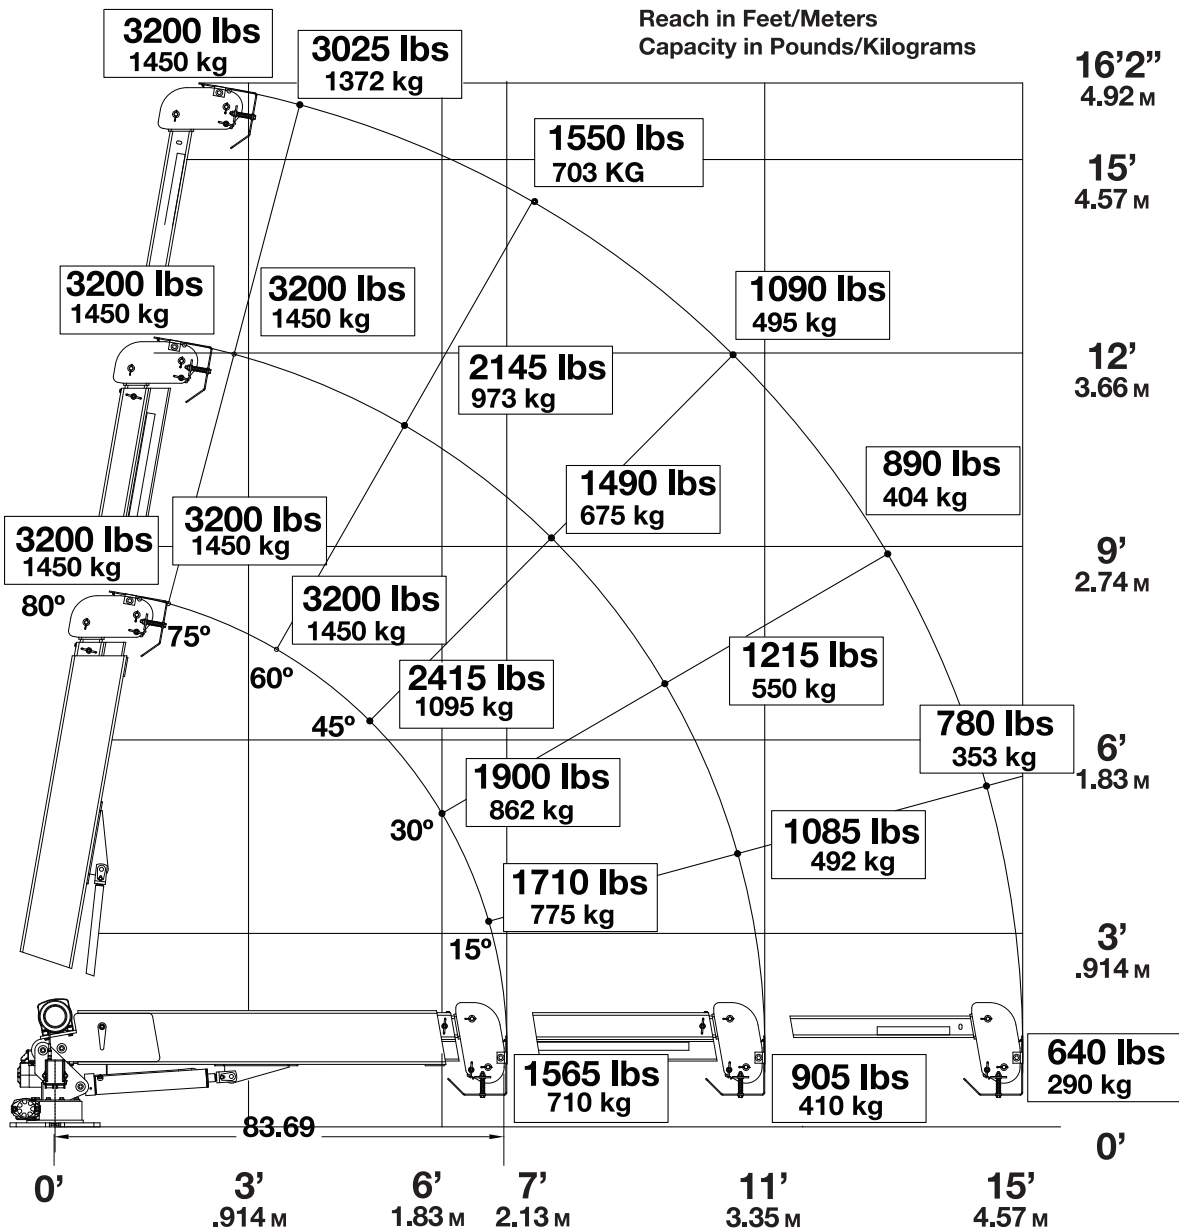 Reach in Feet/Meters
Capacity in Pounds/Kilograms
3200 lbs
1450 kg
3025 lbs
1372 kg
16’2”
4.92 M
1550 lbs
703 KG
15’
4.57 M
3200 lbs
1450 kg
3200 lbs
1450 kg
1090 lbs
495 kg
12’
3.66 M
2145 lbs
973 kg
890 lbs
404 kg
1490 lbs
675 kg
3200 lbs
1450 kg
3200 lbs
1450 kg
9’
2.74 M
80º
75º
3200 lbs
1450 kg
60º
1215 lbs
550 kg
2415 lbs
1095 kg
45º
780 lbs
353 kg
6’
1.83 M
1900 lbs
862 kg
30º
1085 lbs
492 kg
1710 lbs
775 kg
15º
3’
.914 M
1565 lbs
710 kg
905 lbs
410 kg
640 lbs
290 kg
83.69
0’
0’
3’
.914 M
6’
1.83 M
7’
2.13 M
11’
3.35 M
15’
4.57 M